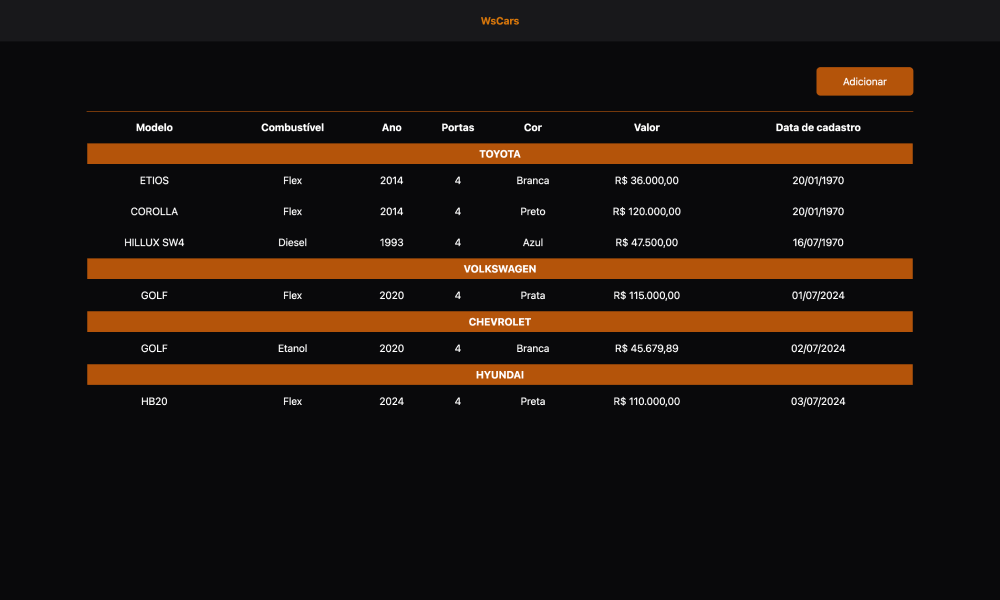 WsCars
Adicionar
Modelo Combustível Ano Portas Cor Valor Data de cadastro
TOYOTA
ETIOS Flex 2014 4 Branca R$ 36.000,00 20/01/1970
COROLLA Flex 2014 4 Preto R$ 120.000,00 20/01/1970
HILLUX SW4 Diesel 1993 4 Azul R$ 47.500,00 16/07/1970
VOLKSWAGEN
GOLF Flex 2020 4 Prata R$ 115.000,00 01/07/2024
CHEVROLET
GOLF Etanol 2020 4 Branca R$ 45.679,89 02/07/2024
HYUNDAI
HB20 Flex 2024 4 Preta R$ 110.000,00 03/07/2024